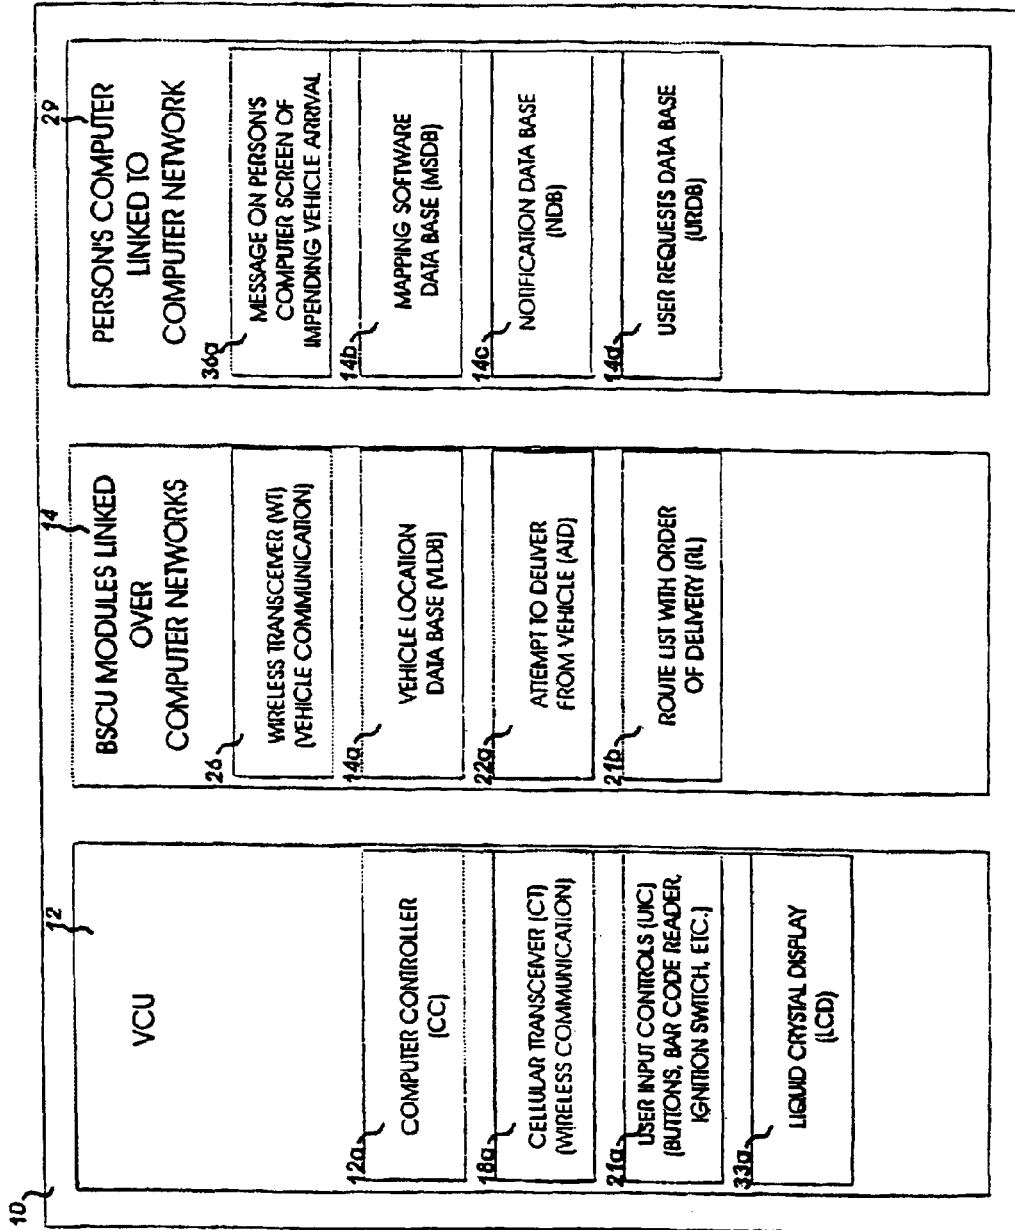 10
12
VCU
12a
COMPUTER CONTROLLER
(CC)
18a
CELLULAR TRANSCEIVER (CT)
(WIRELESS COMMUNICATION)
21a
USER INPUT CONTROLS (UIC)
(BUTTONS, BAR CODE READER,
IGNITION SWITCH, ETC.)
33a
LIQUID CRYSTAL DISPLAY
(LCD)
14
BSCU MODULES LINKED
OVER
COMPUTER NETWORKS
26
WIRELESS TRANSCEIVER (WT)
(VEHICLE COMMUNICATION)
14a
VEHICLE LOCATION
DATA BASE (VLDB)
22a
ATTEMPT TO DELIVER
FROM VEHICLE (ATD)
21b
ROUTE LIST WITH ORDER
OF DELIVERY (RL)
29
PERSON'S COMPUTER
LINKED TO
COMPUTER NETWORK
36a
MESSAGE ON PERSON'S
COMPUTER SCREEN OF
IMPENDING VEHICLE ARRIVAL
14b
MAPPING SOFTWARE
DATA BASE (MSDB)
14c
NOTIFICATION DATA BASE
(NDB)
14d
USER REQUESTS DATA BASE
(URDB)